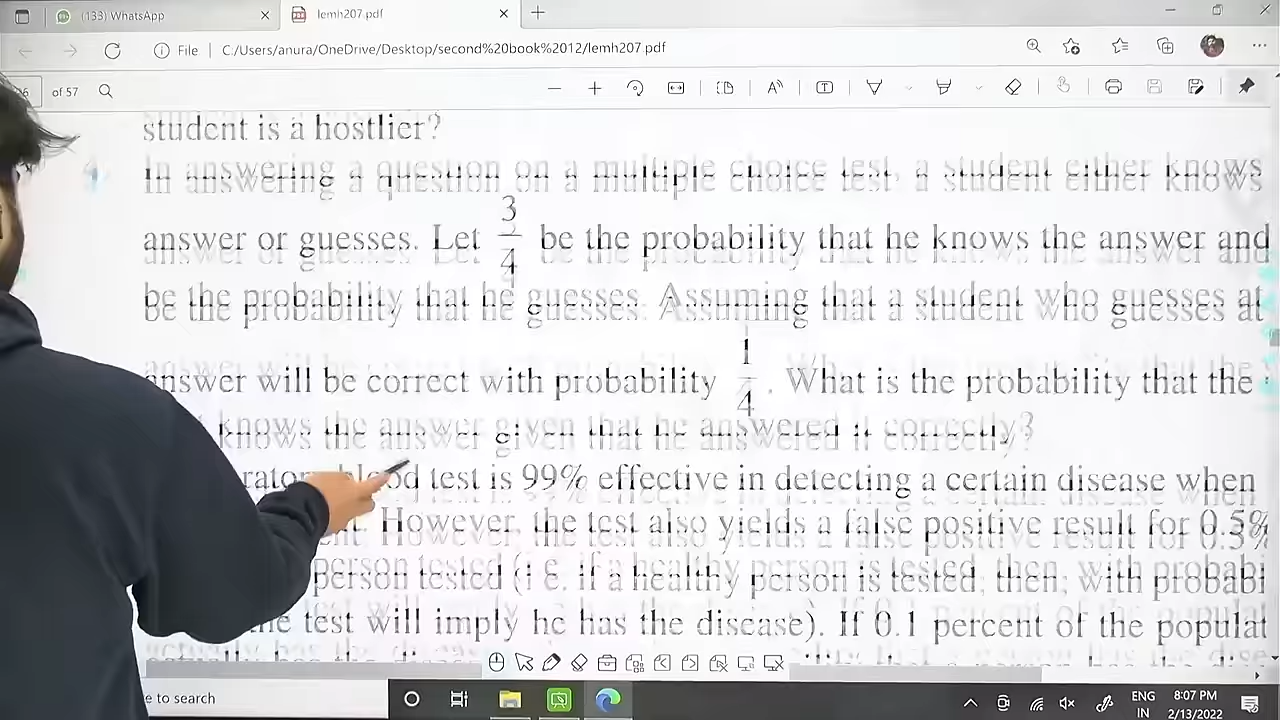 (133) WhatsApp
lemh207.pdf
File
C:/Users/anura/OneDrive/Desktop/second%20book%2012/lemh207.pdf
of 57
student is a hostlier?
In answering a question on a multiple choice test, a student either knows
answer or guesses. Let 3/4 be the probability that he knows the answer and
be the probability that he guesses. Assuming that a student who guesses at
answer will be correct with probability 1/4. What is the probability that the
knows the answer given that he answered it correctly?
blood test is 99% effective in detecting a certain disease when
However, the test also yields a false positive result for 0.5%
person tested (i.e. if a healthy person is tested, then, with
the test will imply he has the disease). If 0.1 percent of the
actually has the
to search
ENG
IN
8:07 PM
2/13/2022